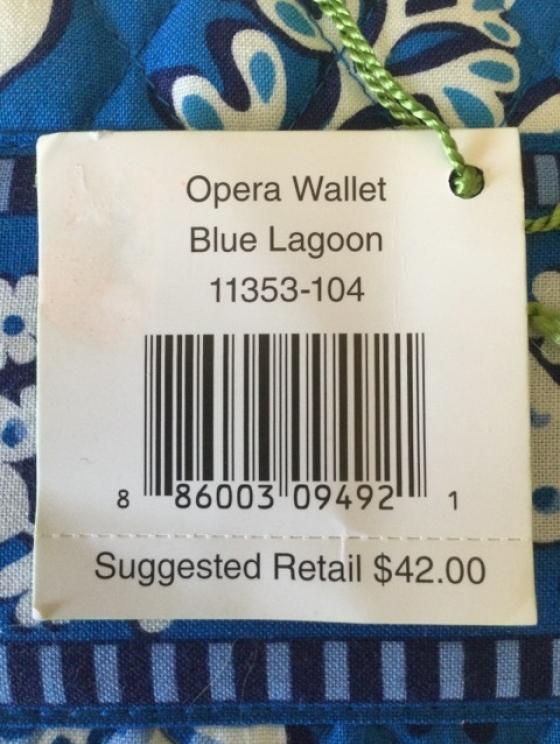 Opera Wallet
Blue Lagoon
11353-104
8 86003 09492 1
Suggested Retail $42.00